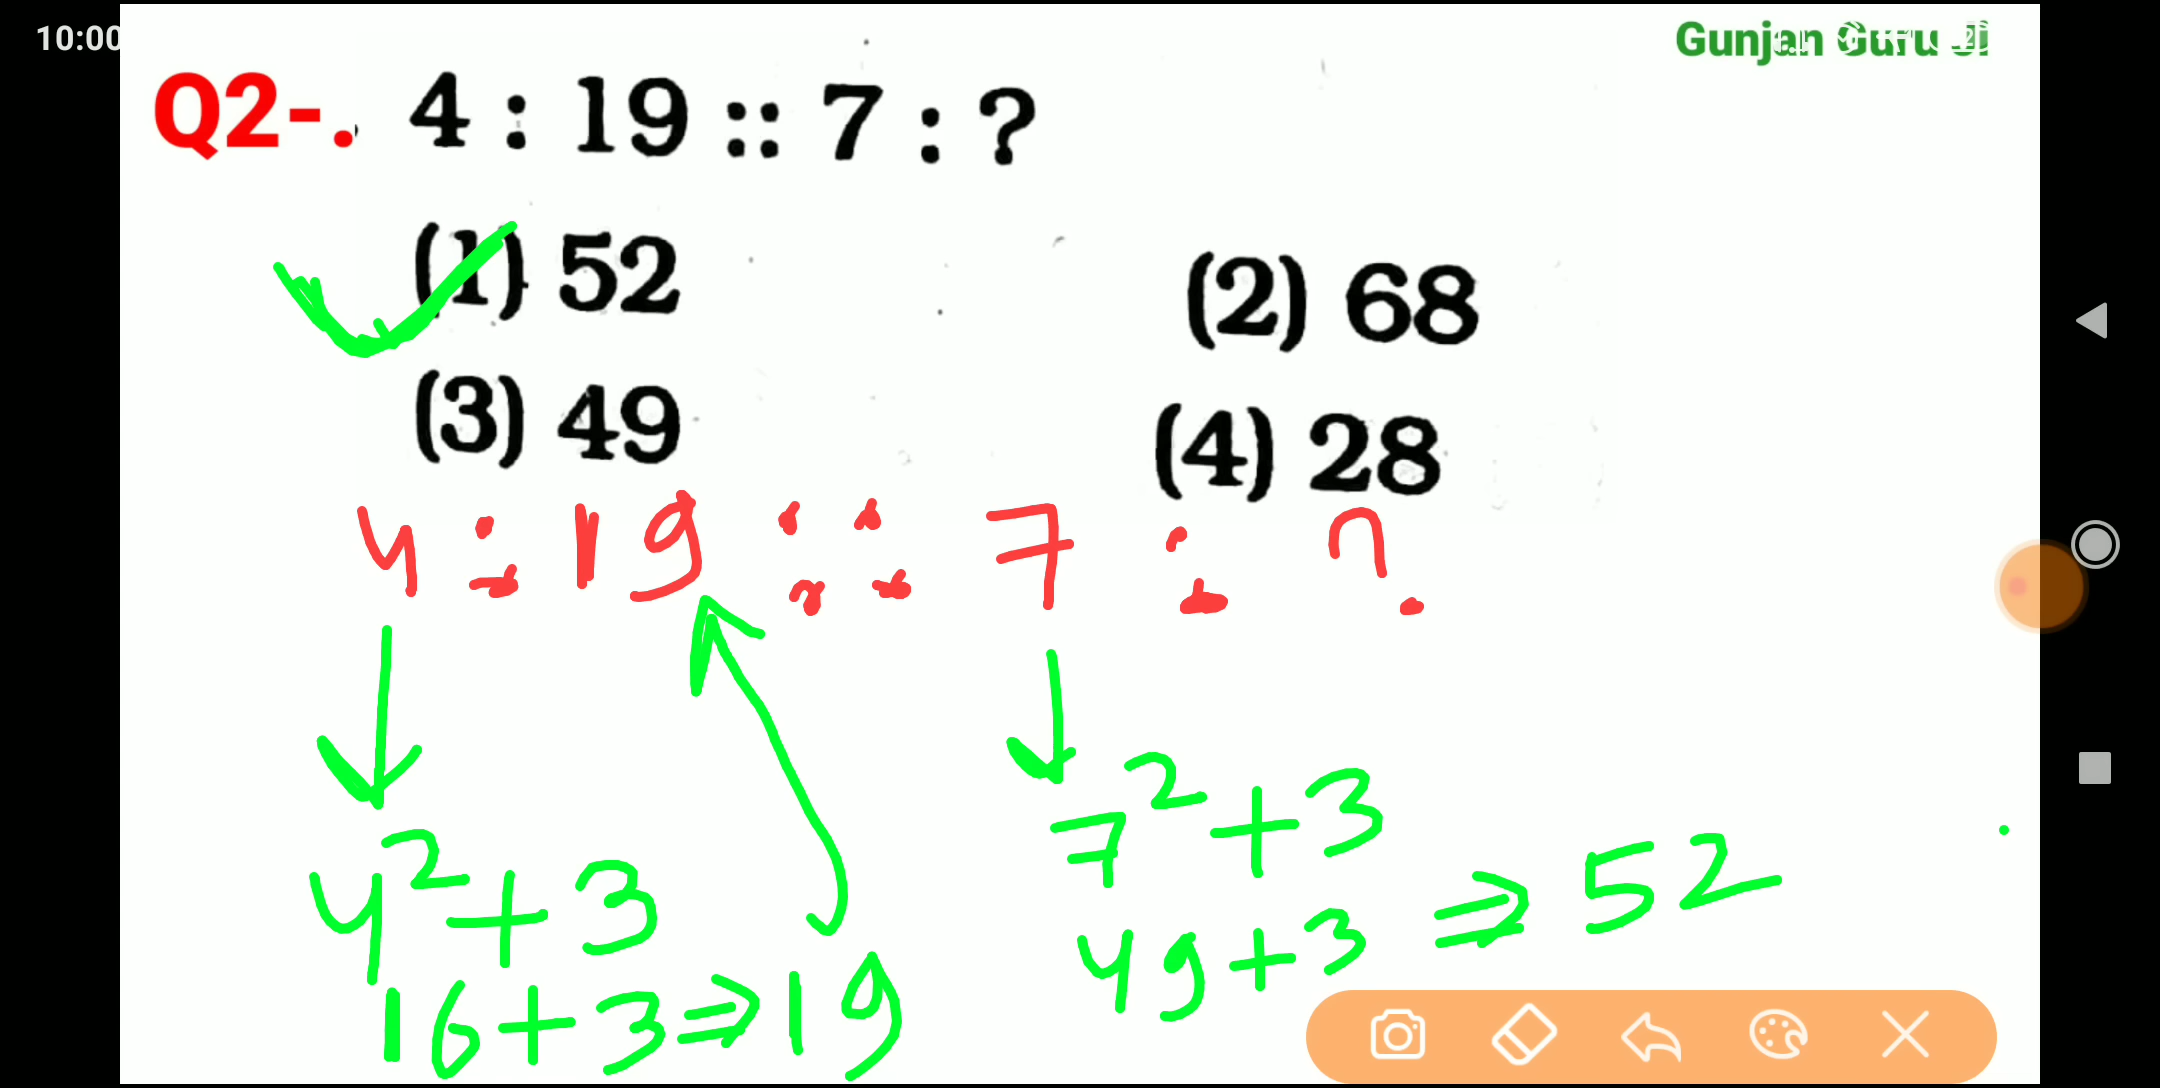 10:00
Gunjan Guru Ji
Q2-. 4 : 19 :: 7 : ?
(1) 52
(2) 68
(3) 49
(4) 28
4 : 19 :: 7 : ?
4²+3
16+3⇒19
7²+3
49+3 ⇒ 52